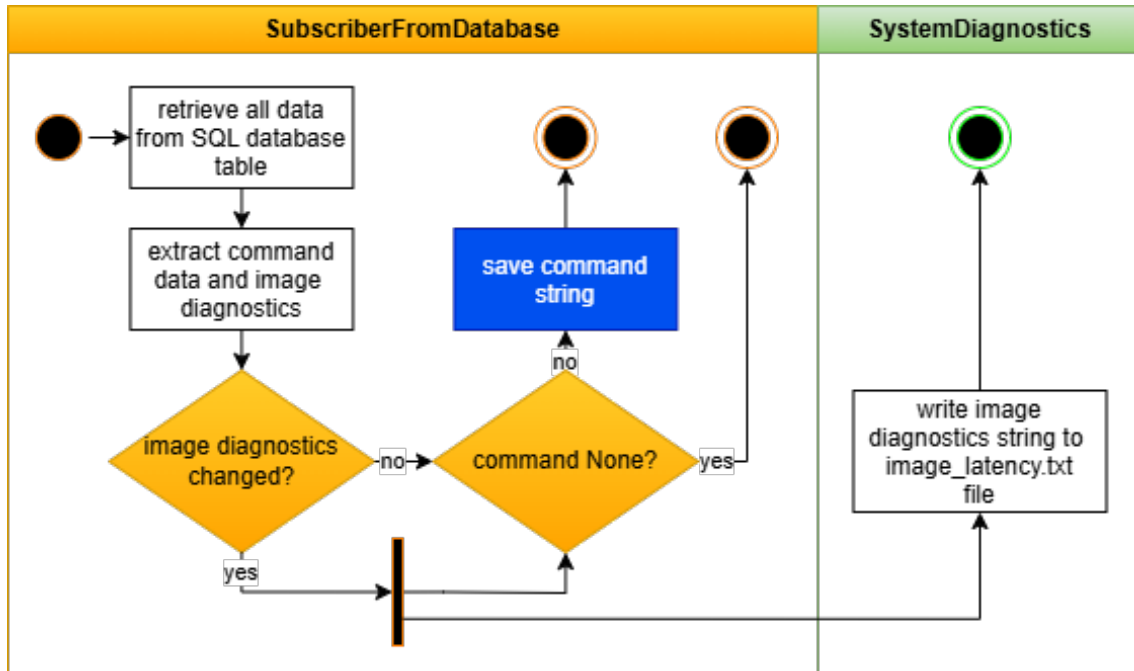 SubscriberFromDatabase
SystemDiagnostics
retrieve all data
from SQL database
table
extract command
data and image
diagnostics
save command
string
no
image diagnostics
changed?
no
command None?
yes
write image
diagnostics string to
image_latency.txt
file
yes